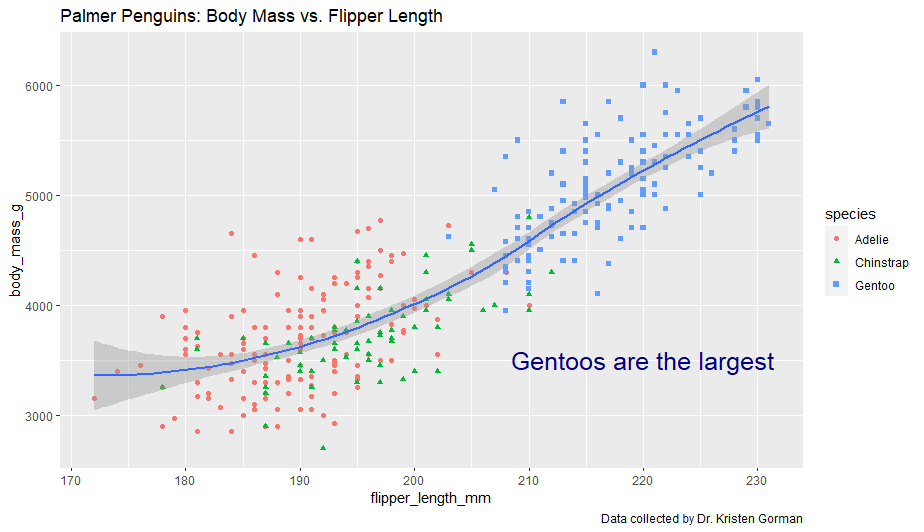 Palmer Penguins: Body Mass vs. Flipper Length
body_mass_g
6000
5000
4000
3000
Gentoos are the largest
species
Adelie
Chinstrap
Gentoo
170 180 190 200 210 220 230
flipper_length_mm
Data collected by Dr. Kristen Gorman